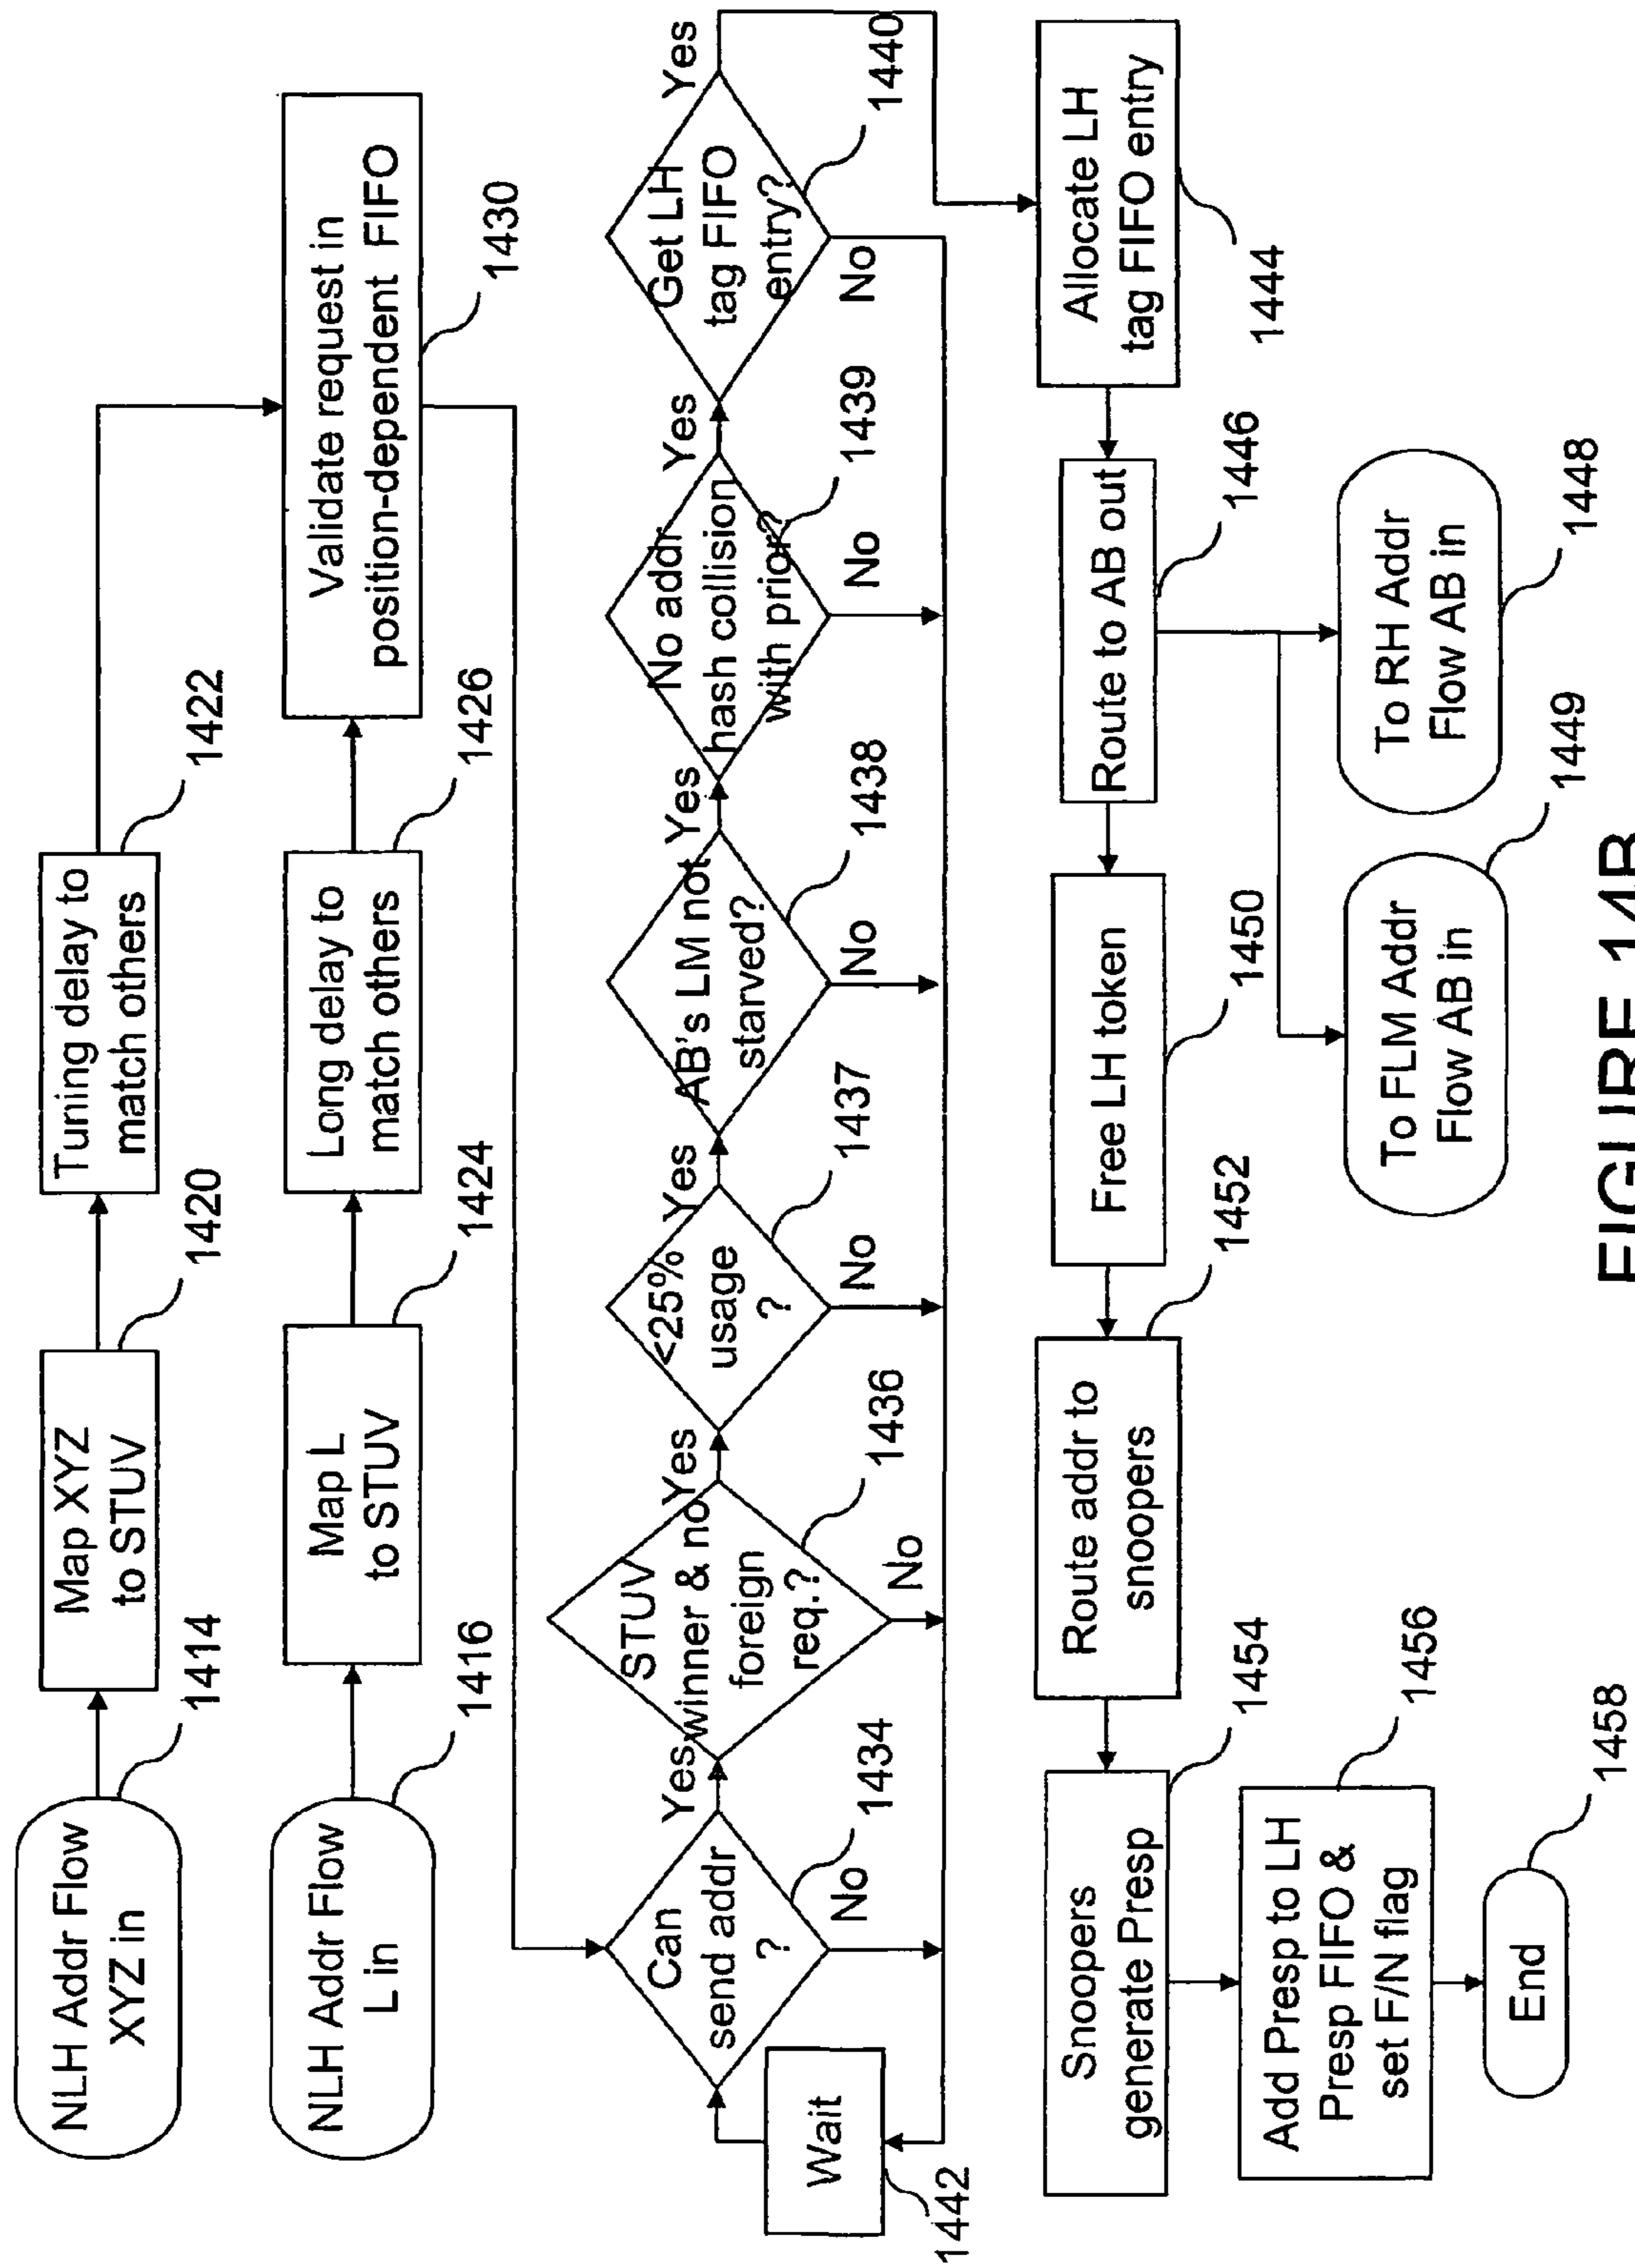 NLH Addr Flow
XYZ in
1414
Map XYZ
to STUV
1420
Tuning delay to
match others
1422
NLH Addr Flow
L in
1416
Map L
to STUV
1424
Long delay to
match others
1426
Validate request in
position-dependent FIFO
1430
Can
send addr
?
1434
Yes
No
STUV
winner & no
foreign
req.?
1436
Yes
No
<25%
usage
?
1437
Yes
No
AB's LM not
starved?
1438
Yes
No
No addr
hash collision
with prior?
1439
Yes
No
Get LH
tag FIFO
entry?
1440
Yes
No
Wait
1442
Allocate LH
tag FIFO entry
1444
Route to AB out
1446
To RH Addr
Flow AB in
1448
To FLM Addr
Flow AB in
1449
Free LH token
1450
Route addr to
snoopers
1452
Snoopers
generate Presp
1454
Add Presp to LH
Presp FIFO &
set F/N flag
1456
End
1458
FIGURE 14B